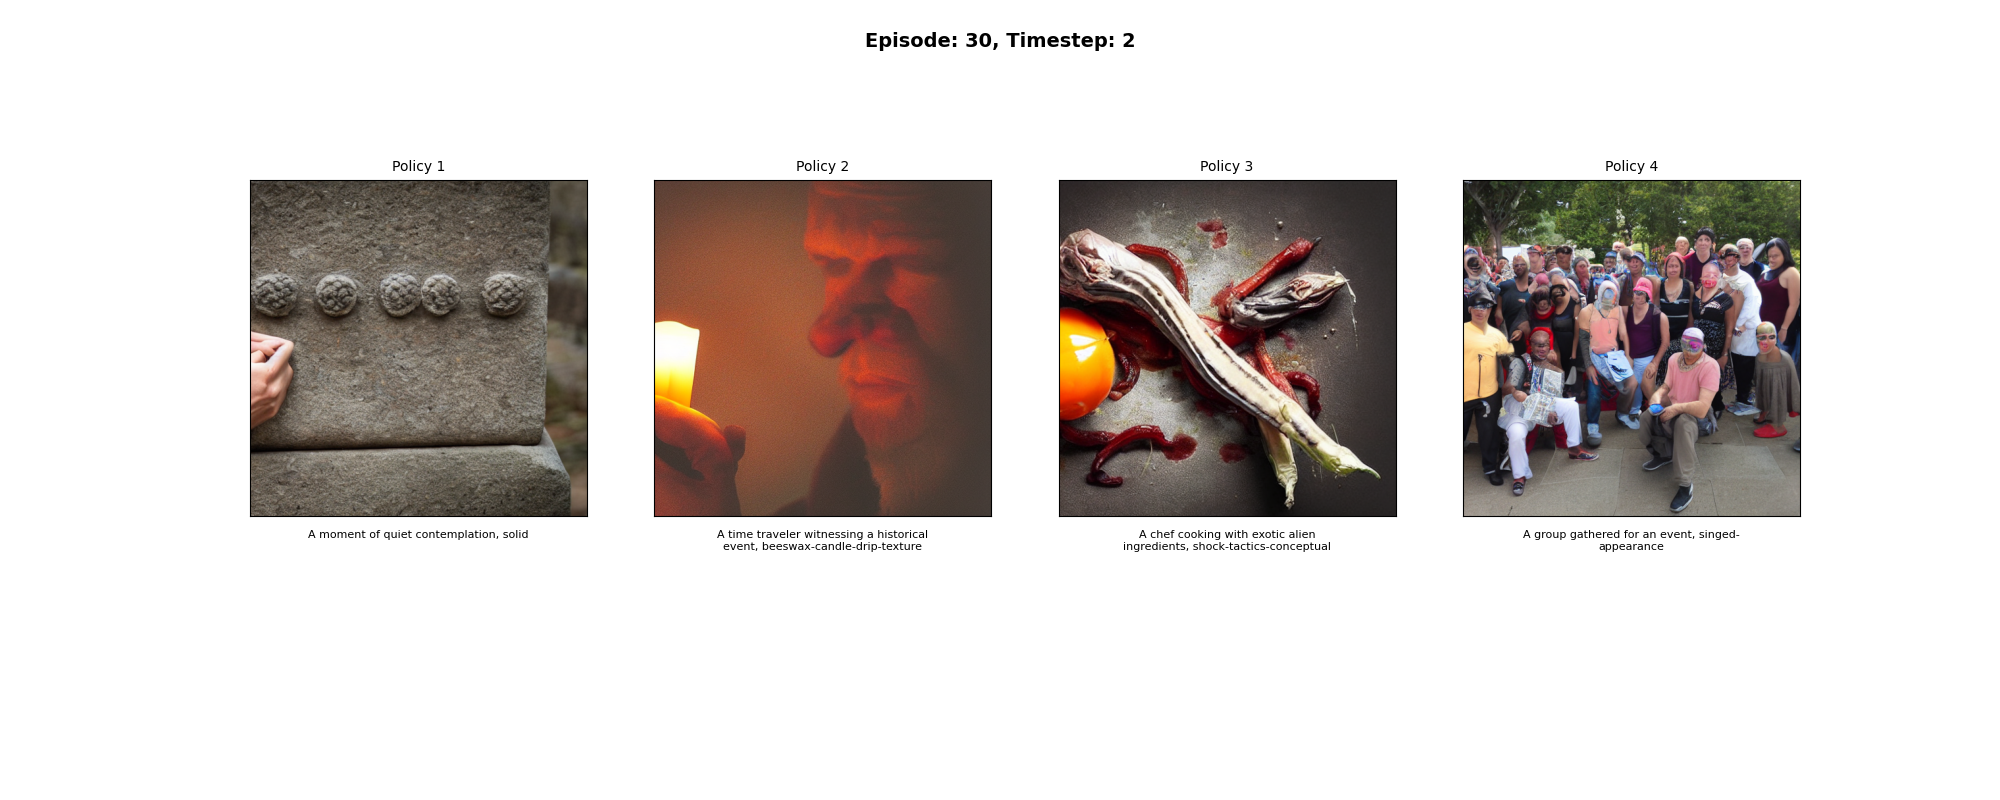 Episode: 30, Timestep: 2
Policy 1
Policy 2
Policy 3
Policy 4
A moment of quiet contemplation, solid
A time traveler witnessing a historical
event, beeswax-candle-drip-texture
A chef cooking with exotic alien
ingredients, shock-tactics-conceptual
A group gathered for an event, singed-
appearance